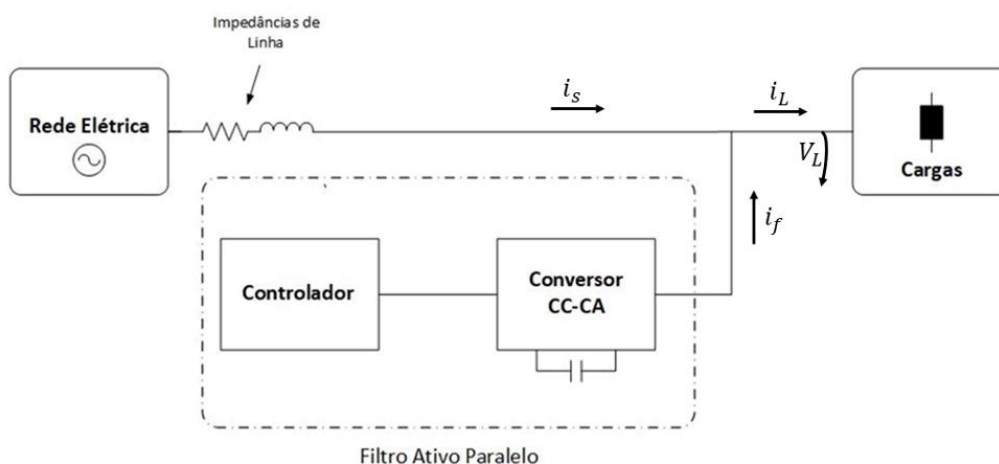 Impedâncias de
Linha
Rede Elétrica
i_s
i_L
V_L
Cargas
i_f
Controlador
Conversor
CC-CA
Filtro Ativo Paralelo